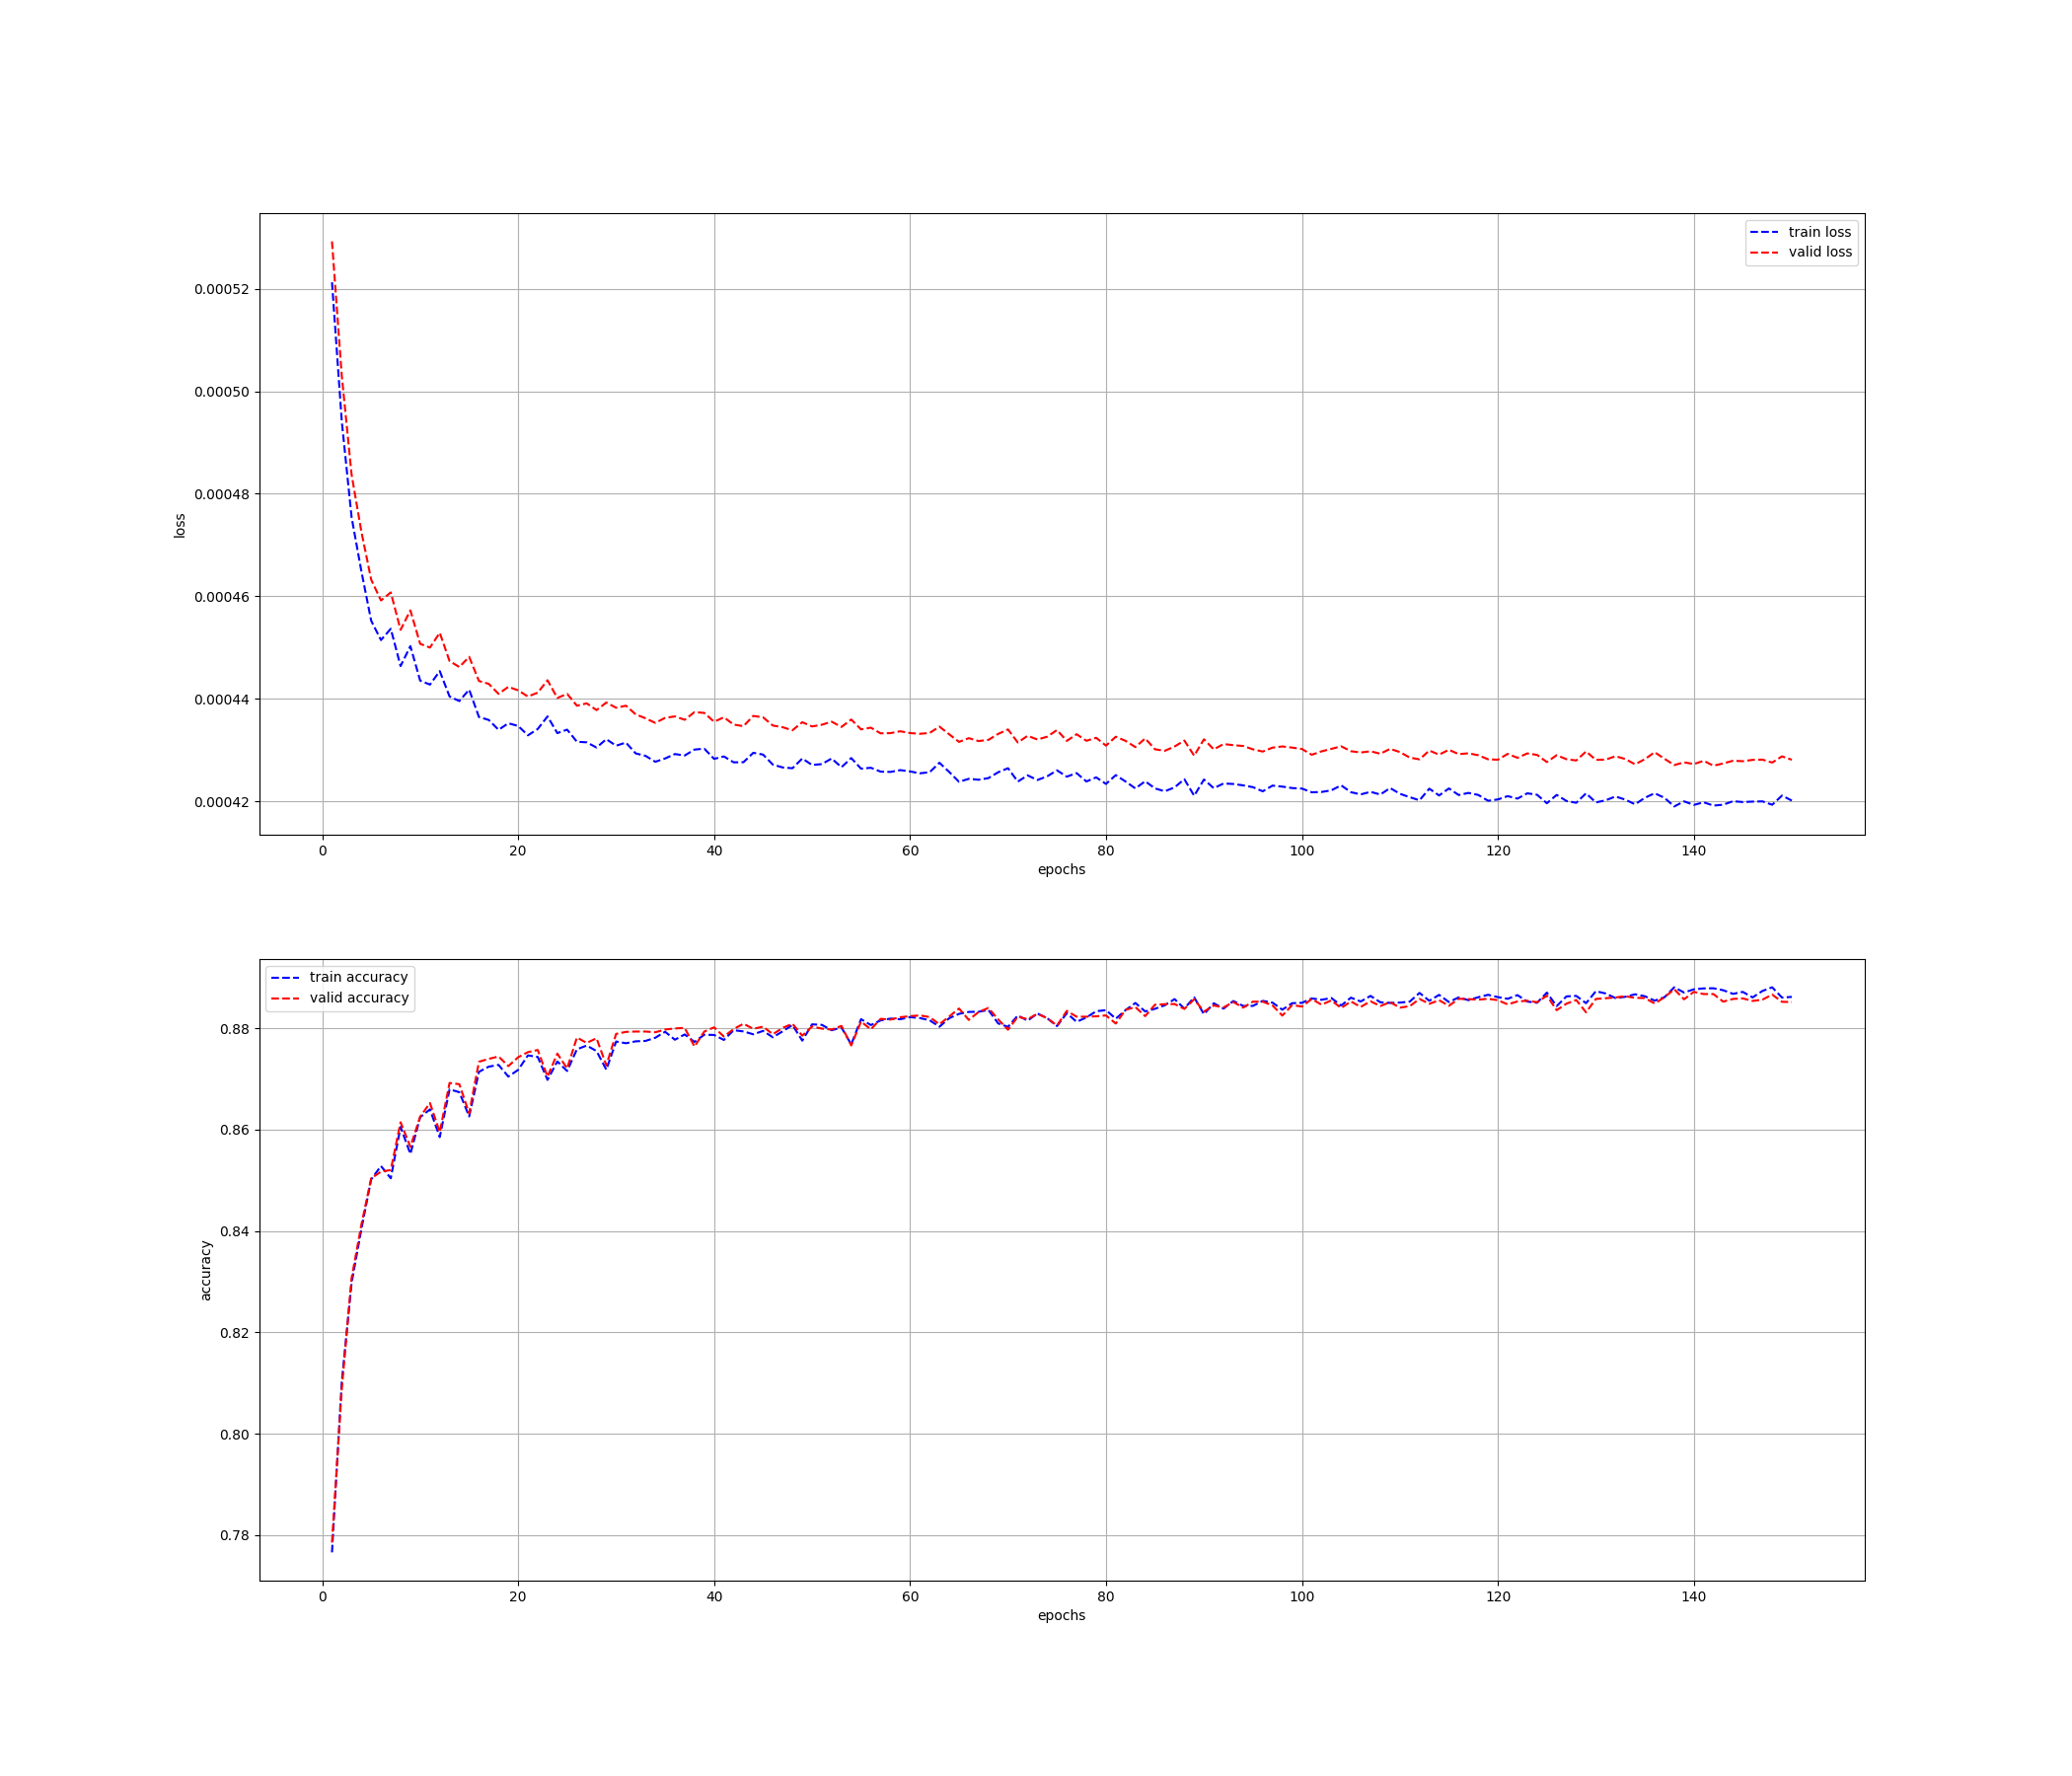 train loss
valid loss
0.00052
0.00050
0.00048
0.00046
0.00044
0.00042
loss
0 20 40 60 80 100 120 140
epochs
train accuracy
valid accuracy
0.88
0.86
0.84
0.82
0.80
0.78
accuracy
0 20 40 60 80 100 120 140
epochs